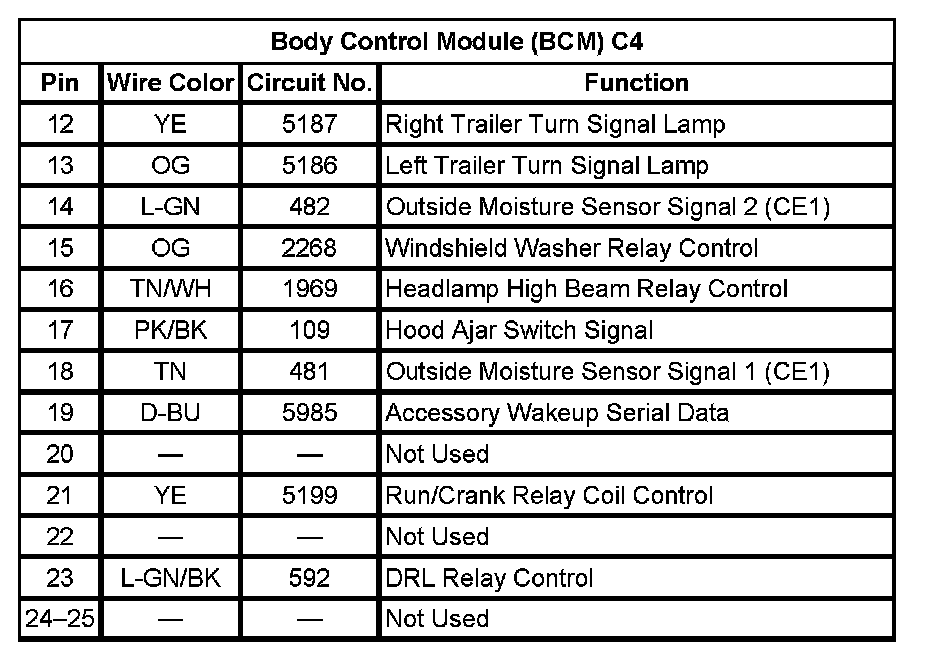 Body Control Module (BCM) C4
Pin Wire Color Circuit No. Function
12 YE 5187 Right Trailer Turn Signal Lamp
13 OG 5186 Left Trailer Turn Signal Lamp
14 L-GN 482 Outside Moisture Sensor Signal 2 (CE1)
15 OG 2268 Windshield Washer Relay Control
16 TN/WH 1969 Headlamp High Beam Relay Control
17 PK/BK 109 Hood Ajar Switch Signal
18 TN 481 Outside Moisture Sensor Signal 1 (CE1)
19 D-BU 5985 Accessory Wakeup Serial Data
20 — — Not Used
21 YE 5199 Run/Crank Relay Coil Control
22 — — Not Used
23 L-GN/BK 592 DRL Relay Control
24–25 — — Not Used